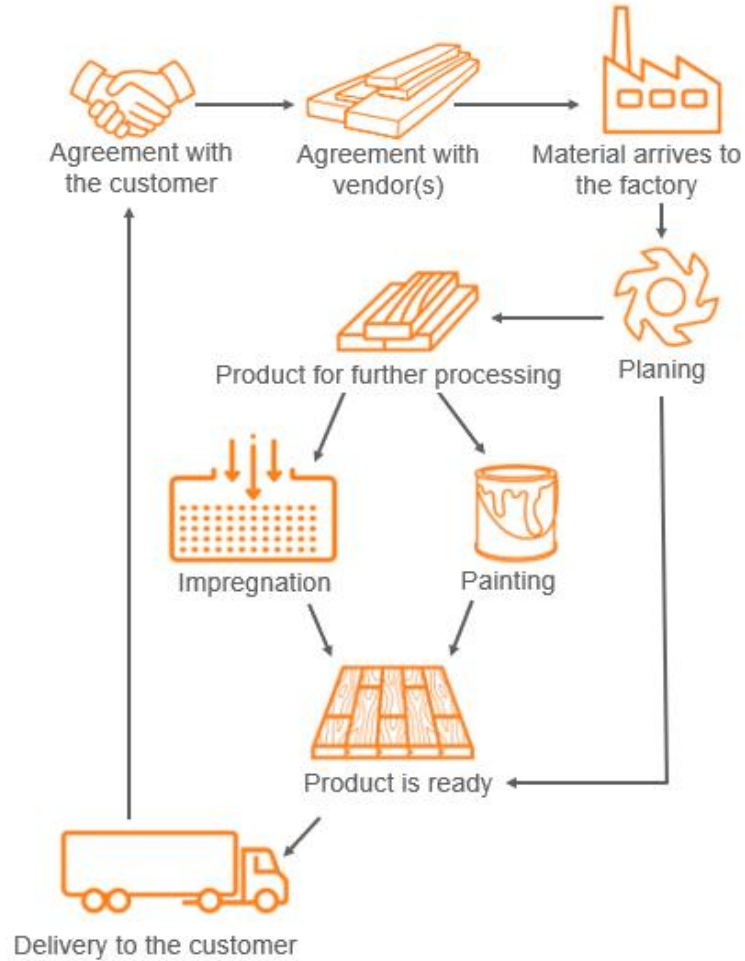 Agreement with
the customer
Agreement with
vendor(s)
Material arrives to
the factory
Product for further processing
Planing
Impregnation
Painting
Product is ready
Delivery to the customer